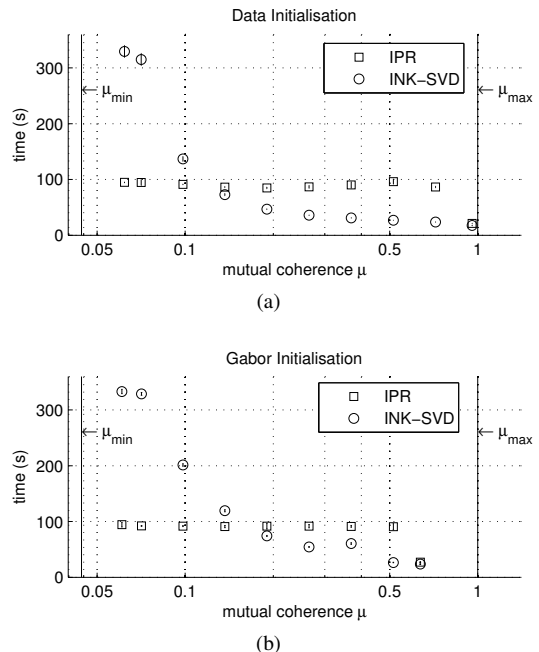 Data Initialisation
300
200
100
0
time (s)
IPR
INK−SVD
← μmin
← μmax
0.05 0.1 0.5 1
mutual coherence μ
(a)
Gabor Initialisation
300
200
100
0
time (s)
IPR
INK−SVD
← μmin
← μmax
0.05 0.1 0.5 1
mutual coherence μ
(b)